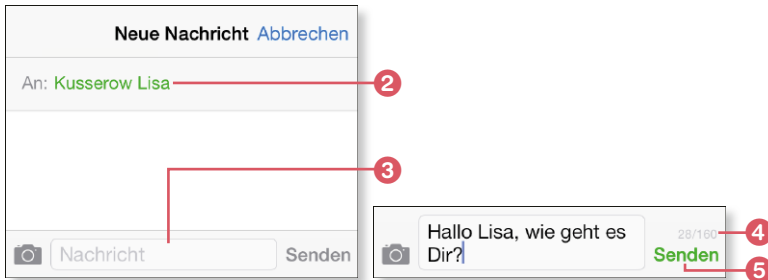 Neue Nachricht Abbrechen
An: Kusserow Lisa
2
3
Nachricht Senden
Hallo Lisa, wie geht es
Dir?
28/160
4
Senden
5